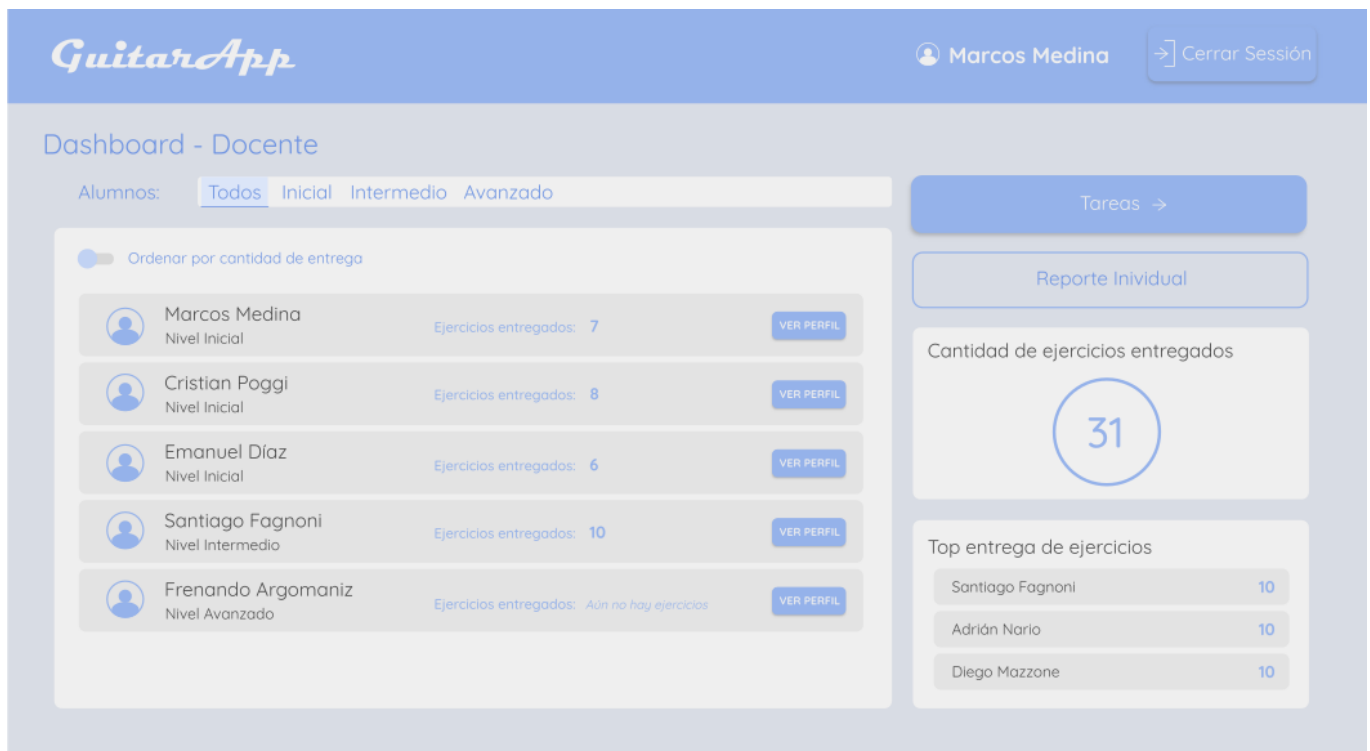 GuitarApp
Marcos Medina
Cerrar Sessión
Dashboard - Docente
Alumnos: Todos Inicial Intermedio Avanzado
Ordenar por cantidad de entrega
Marcos Medina
Nivel Inicial
Ejercicios entregados: 7
VER PERFIL
Cristian Poggi
Nivel Inicial
Ejercicios entregados: 8
VER PERFIL
Emanuel Díaz
Nivel Inicial
Ejercicios entregados: 6
VER PERFIL
Santiago Fagnoni
Nivel Intermedio
Ejercicios entregados: 10
VER PERFIL
Frenando Argomaniz
Nivel Avanzado
Ejercicios entregados: Aún no hay ejercicios
VER PERFIL
Tareas →
Reporte Inividual
Cantidad de ejercicios entregados
31
Top entrega de ejercicios
Santiago Fagnoni 10
Adrián Nario 10
Diego Mazzone 10